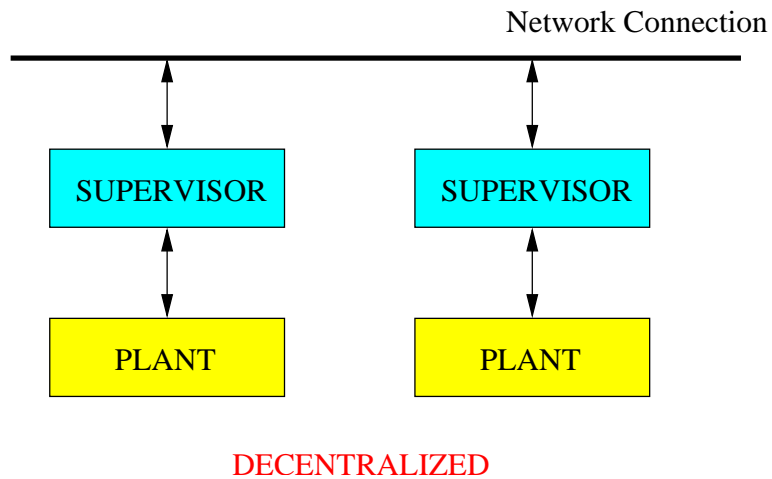 Network Connection
SUPERVISOR SUPERVISOR
PLANT PLANT
DECENTRALIZED